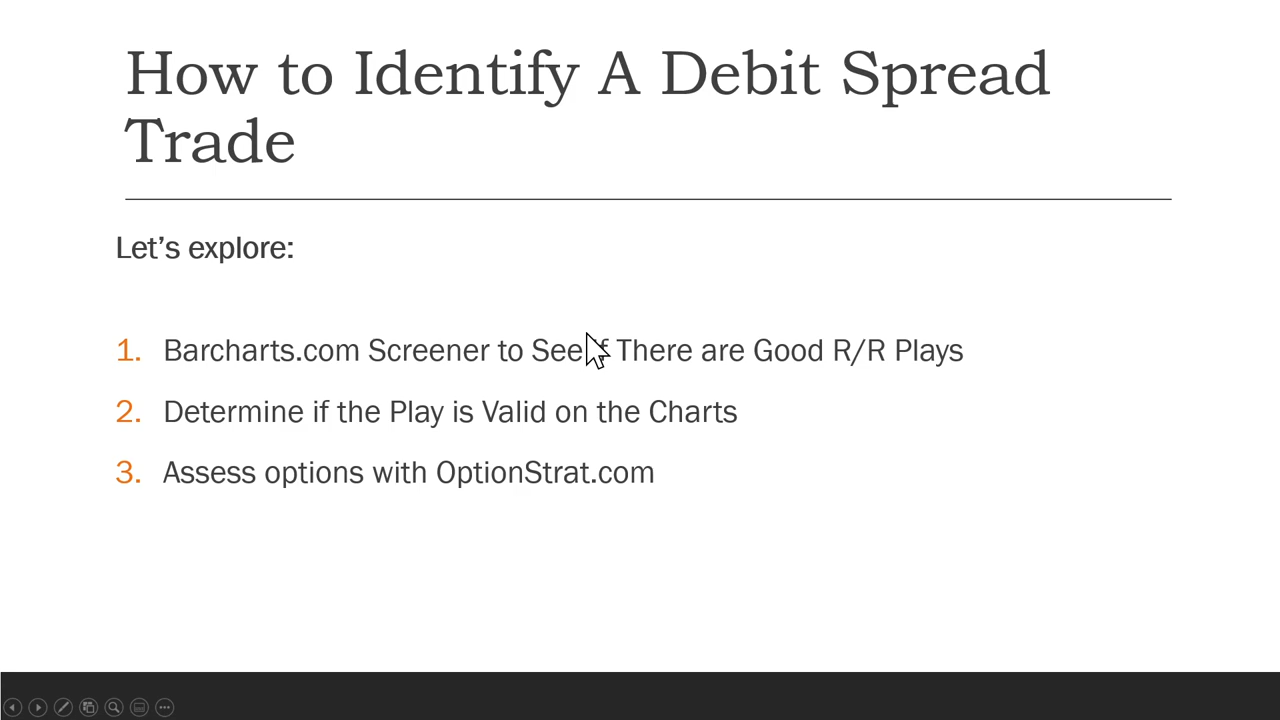 How to Identify A Debit Spread
Trade
Let’s explore:
1. Barcharts.com Screener to See If There are Good R/R Plays
2. Determine if the Play is Valid on the Charts
3. Assess options with OptionStrat.com